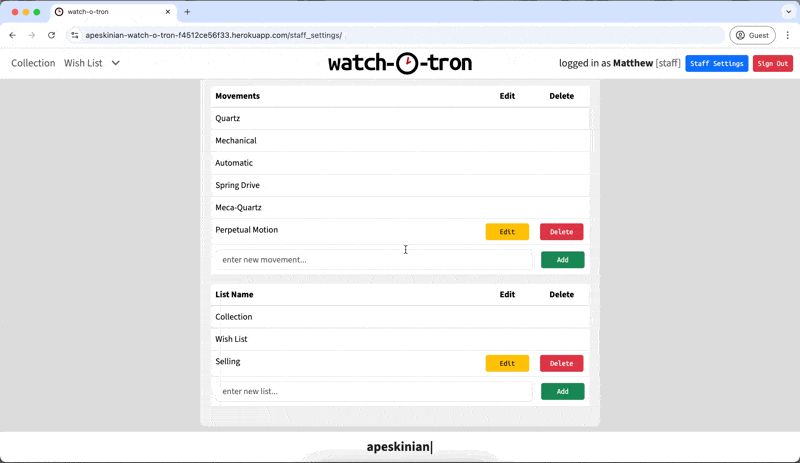 watch-o-tron
apeskinian-watch-o-tron-f4512ce56f33.herokuapp.com/staff_settings/
Guest
Collection Wish List
watch-o-tron
logged in as Matthew [staff] Staff Settings Sign Out
Movements Edit Delete
Quartz
Mechanical
Automatic
Spring Drive
Meca-Quartz
Perpetual Motion Edit Delete
enter new movement... Add
List Name Edit Delete
Collection
Wish List
Selling Edit Delete
enter new list... Add
apeskinian|